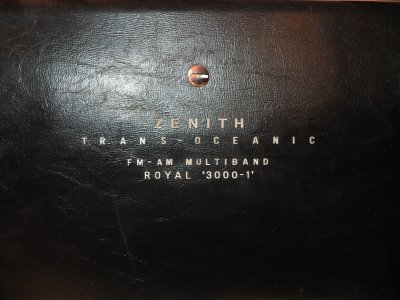 ZENITH
TRANS-OCEANIC
FM-AM MULTIBAND
ROYAL '3000-1'